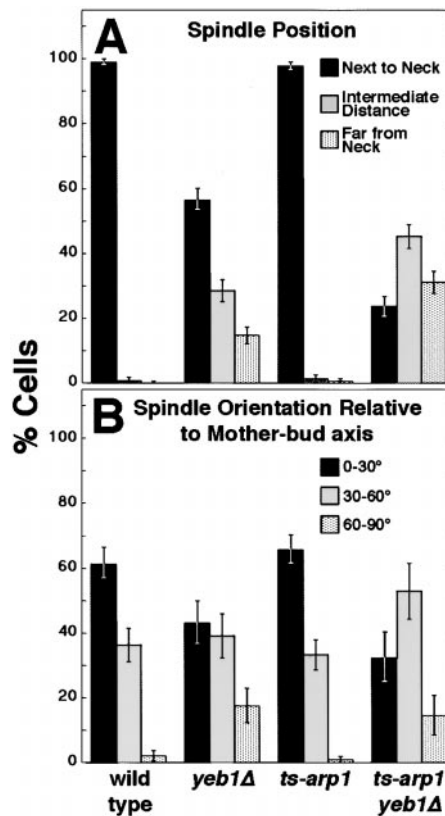 A
Spindle Position
Next to Neck
Intermediate
Distance
Far from
Neck
100
80
60
40
20
0
% Cells
B
Spindle Orientation Relative
to Mother-bud axis
0-30°
30-60°
60-90°
100
80
60
40
20
0
wild
type
yeb1Δ
ts-arp1
ts-arp1
yeb1Δ